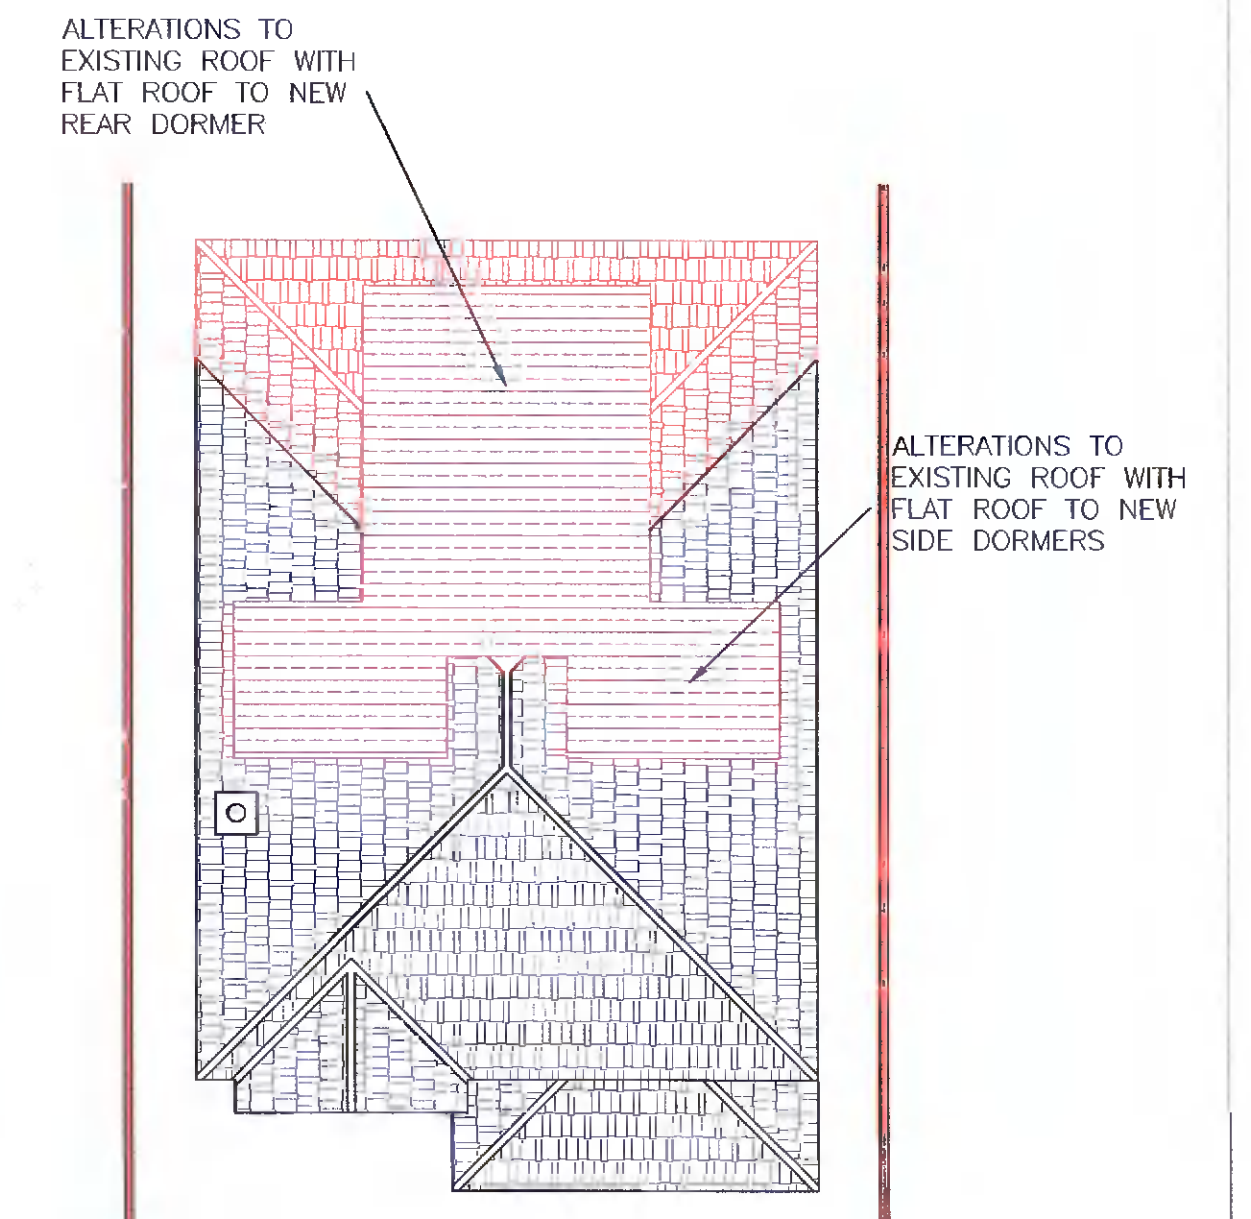 ALTERATIONS TO
EXISTING ROOF WITH
FLAT ROOF TO NEW
REAR DORMER
ALTERATIONS TO
EXISTING ROOF WITH
FLAT ROOF TO NEW
SIDE DORMERS